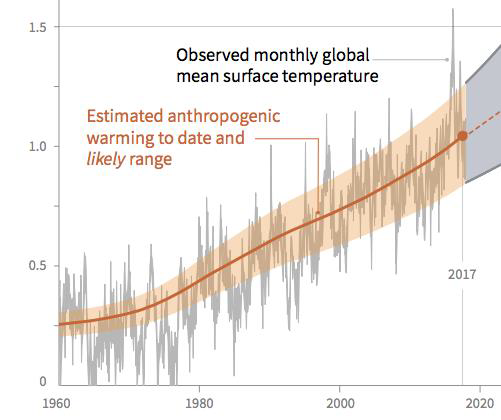 1.5
Observed monthly global
mean surface temperature
Estimated anthropogenic
warming to date and
likely range
1.0
0.5
2017
0
1960
1980
2000
2020